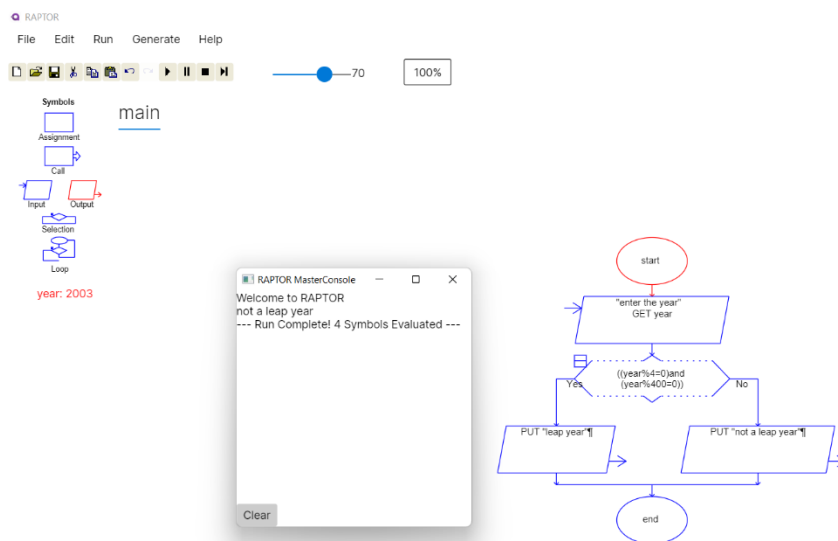 RAPTOR
File Edit Run Generate Help
70 100%
Symbols
main
Assignment
Call
Input Output
Selection
Loop
year: 2003
RAPTOR MasterConsole
Welcome to RAPTOR
not a leap year
--- Run Complete! 4 Symbols Evaluated ---
Clear
start
"enter the year"
GET year
((year%4=0)and
(year%400=0))
Yes No
PUT "leap year"¶ PUT "not a leap year"¶
end